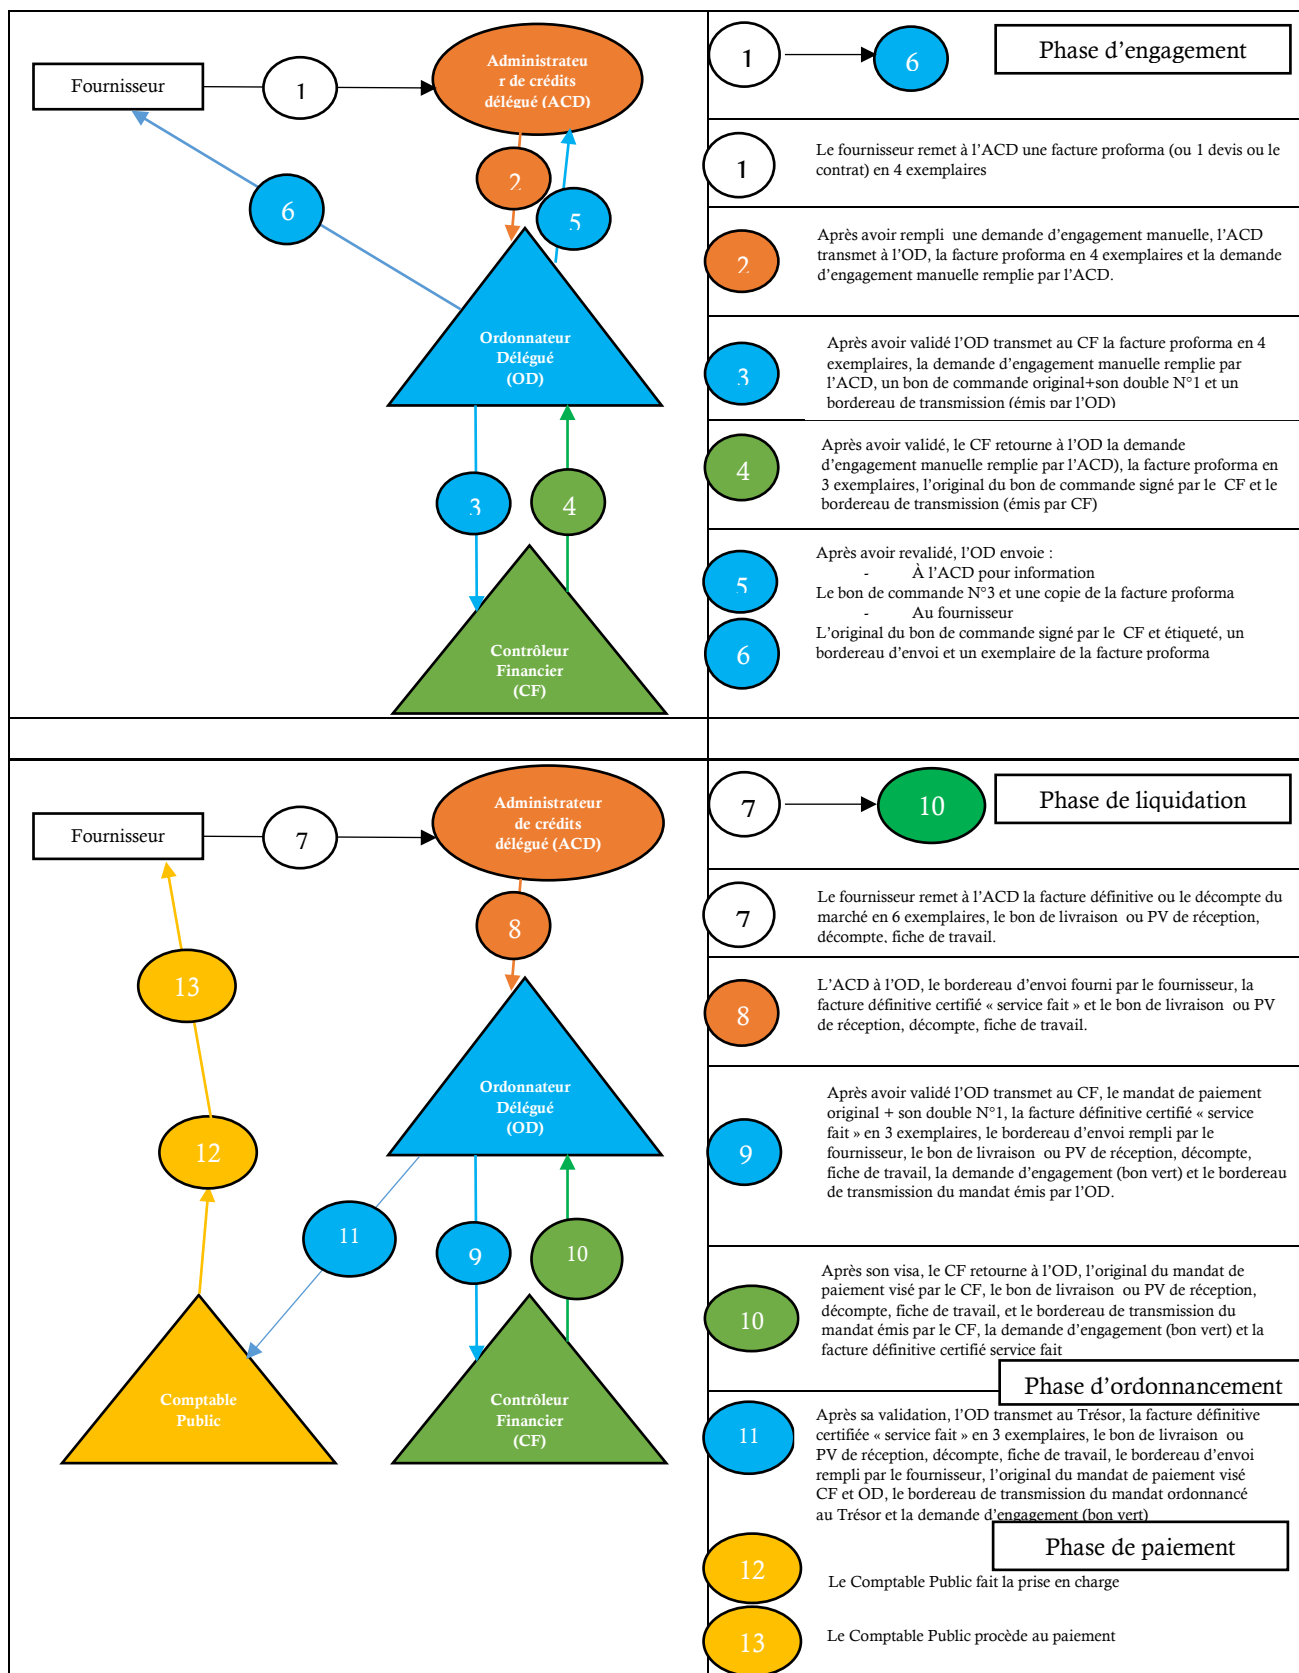 Fournisseur
1
Administrateu
r de crédits
délégué (ACD)
2
5
6
Ordonnateur
Délégué
(OD)
3
4
Contrôleur
Financier
(CF)
1
6
Phase d’engagement
1
Le fournisseur remet à l’ACD une facture proforma (ou 1 devis ou le
contrat) en 4 exemplaires
2
Après avoir rempli une demande d’engagement manuelle, l’ACD
transmet à l’OD, la facture proforma en 4 exemplaires et la demande
d’engagement manuelle remplie par l’ACD.
3
Après avoir validé l’OD transmet au CF la facture proforma en 4
exemplaires, la demande d’engagement manuelle remplie par
l’ACD, un bon de commande original+son double N°1 et un
bordereau de transmission (émis par l’OD)
4
Après avoir validé, le CF retourne à l’OD la demande
d’engagement manuelle remplie par l’ACD), la facture proforma en
3 exemplaires, l’original du bon de commande signé par le CF et le
bordereau de transmission (émis par CF)
5
Après avoir revalidé, l’OD envoie :
- À l’ACD pour information
Le bon de commande N°3 et une copie de la facture proforma
- Au fournisseur
6
L’original du bon de commande signé par le CF et étiqueté, un
bordereau d’envoi et un exemplaire de la facture proforma
Fournisseur
7
Administrateur
de crédits
délégué (ACD)
8
13
Ordonnateur
Délégué
(OD)
12
11
9
10
Comptable
Public
Contrôleur
Financier
(CF)
7
10
Phase de liquidation
7
Le fournisseur remet à l’ACD la facture définitive ou le décompte du
marché en 6 exemplaires, le bon de livraison ou PV de réception,
décompte, fiche de travail.
8
L’ACD à l’OD, le bordereau d’envoi fourni par le fournisseur, la
facture définitive certifié « service fait » et le bon de livraison ou PV
de réception, décompte, fiche de travail.
9
Après avoir validé l’OD transmet au CF, le mandat de paiement
original + son double N°1, la facture définitive certifié « service
fait » en 3 exemplaires, le bordereau d’envoi rempli par le
fournisseur, le bon de livraison ou PV de réception, décompte,
fiche de travail, la demande d’engagement (bon vert) et le bordereau
de transmission du mandat émis par l’OD.
10
Après son visa, le CF retourne à l’OD, l’original du mandat de
paiement visé par le CF, le bon de livraison ou PV de réception,
décompte, fiche de travail, et le bordereau de transmission du
mandat émis par le CF, la demande d’engagement (bon vert) et la
facture définitive certifié service fait
Phase d’ordonnancement
11
Après sa validation, l’OD transmet au Trésor, la facture définitive
certifiée « service fait » en 3 exemplaires, le bon de livraison ou
PV de réception, décompte, fiche de travail, le bordereau d’envoi
rempli par le fournisseur, l’original du mandat de paiement visé
CF et OD, le bordereau de transmission du mandat ordonnancé
au Trésor et la demande d’engagement (bon vert)
Phase de paiement
12
Le Comptable Public fait la prise en charge
13
Le Comptable Public procède au paiement